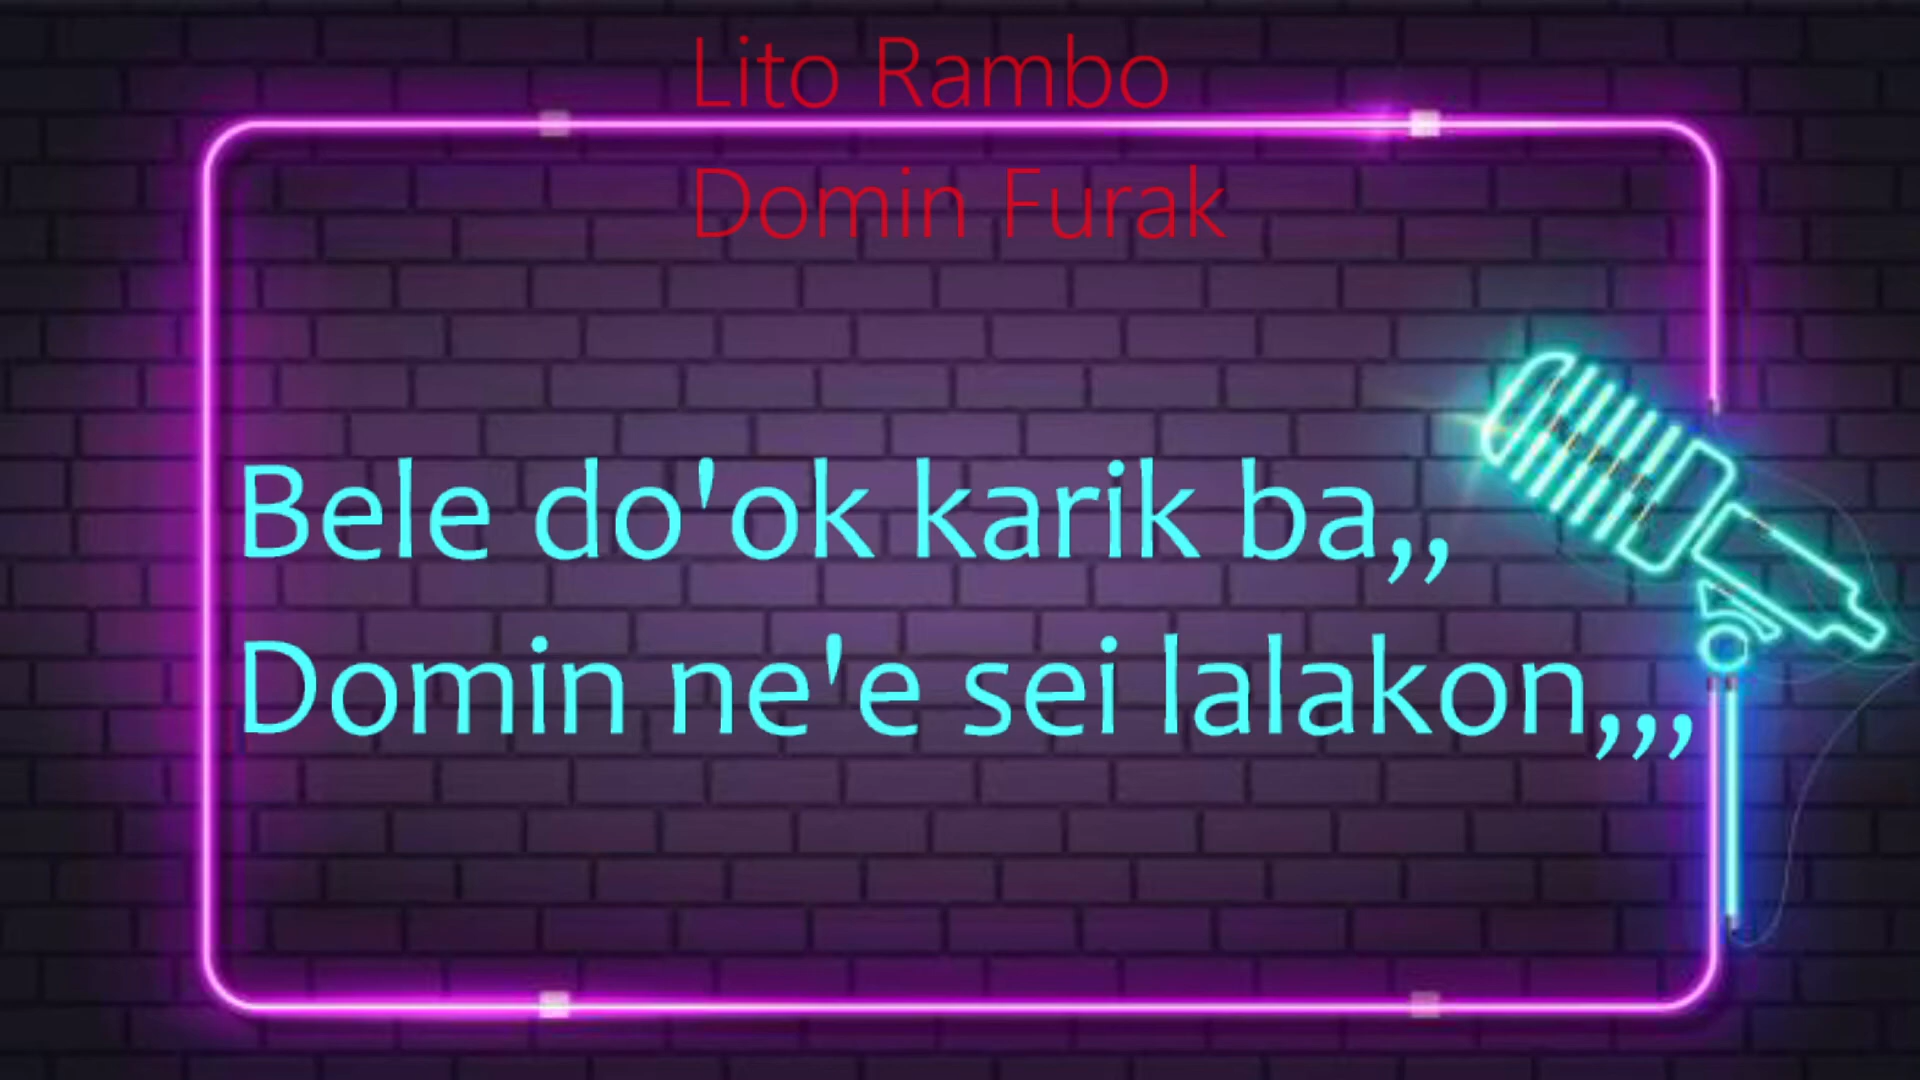 Lito Rambo
Domin Furak
Bele do'ok karik ba,,
Domin ne'e sei lalakon,,,